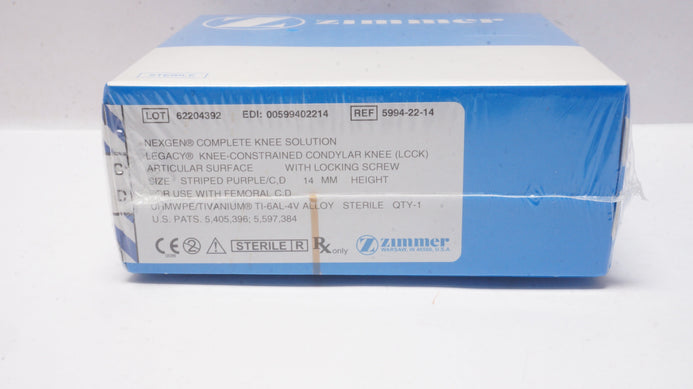 zimmer
STERILE
LOT 62204392 EDI: 00599402214 REF 5994-22-14
NEXGEN® COMPLETE KNEE SOLUTION
LEGACY® KNEE-CONSTRAINED CONDYLAR KNEE (LCCK)
ARTICULAR SURFACE WITH LOCKING SCREW
SIZE STRIPED PURPLE/C,D 14 MM HEIGHT
FOR USE WITH FEMORAL C,D
UHMWPE/TIVANIUM® TI-6AL-4V ALLOY STERILE QTY-1
U.S. PATS. 5,405,396; 5,597,384
C
D
CE 2 STERILE R Rx only Z zimmer
WARSAW, IN 46580, U.S.A.